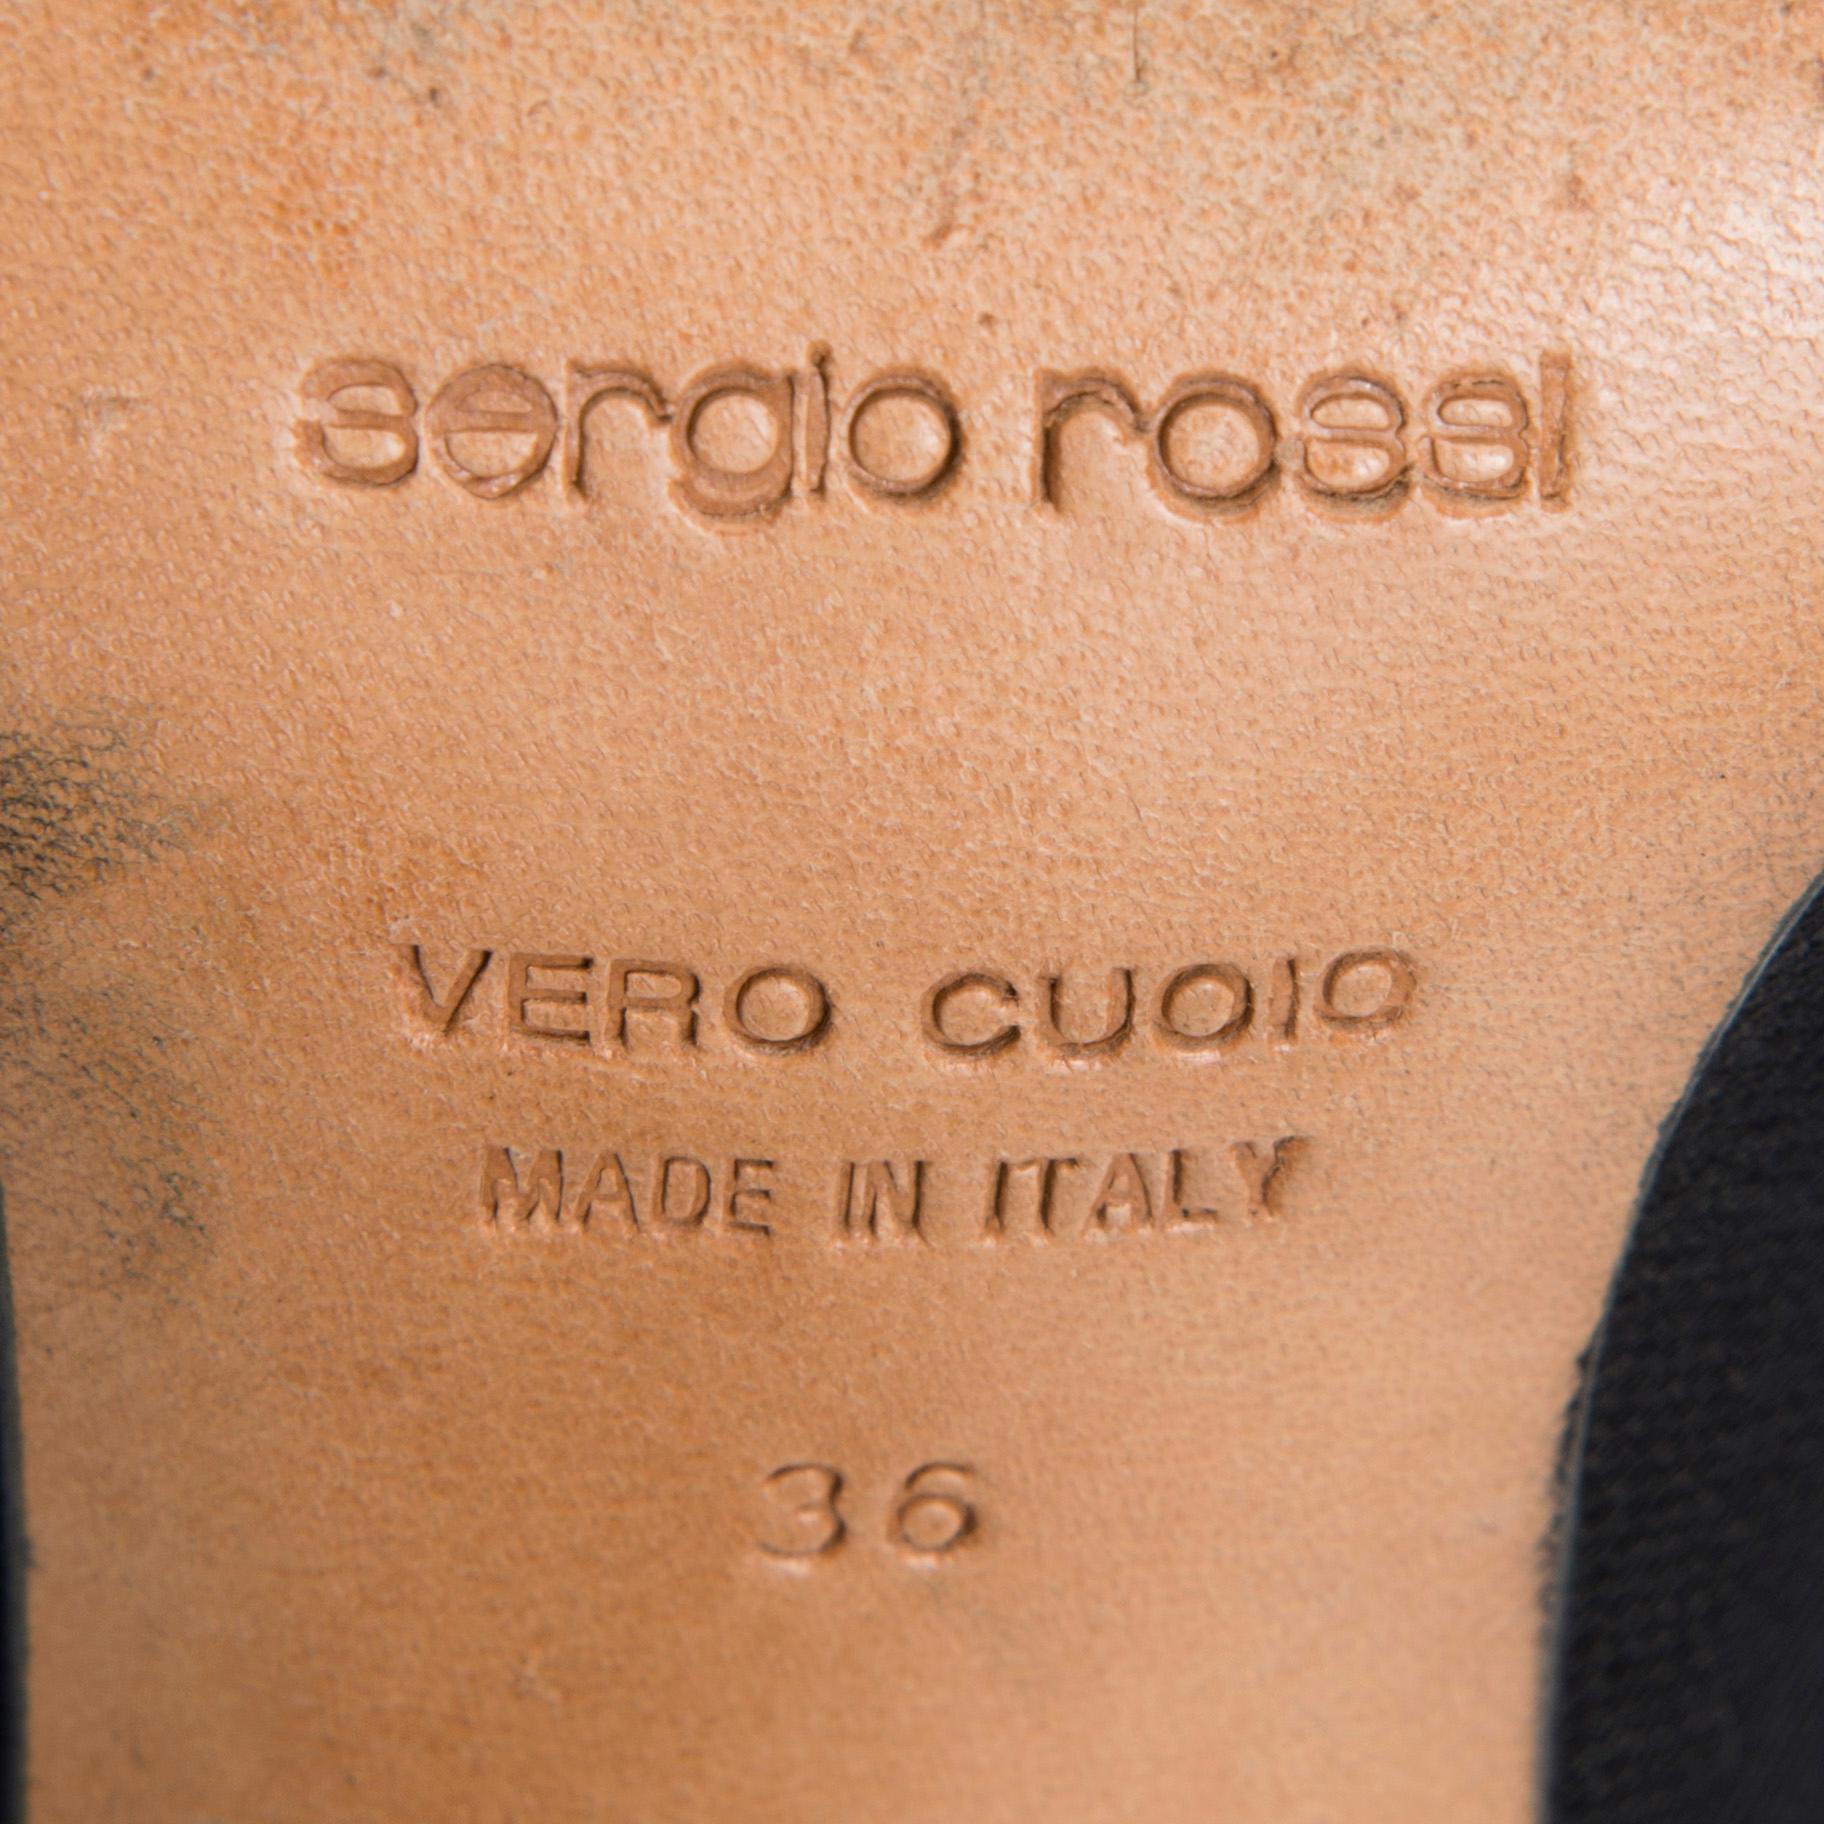 sergio rossi
VERO CUOIO
MADE IN ITALY
36